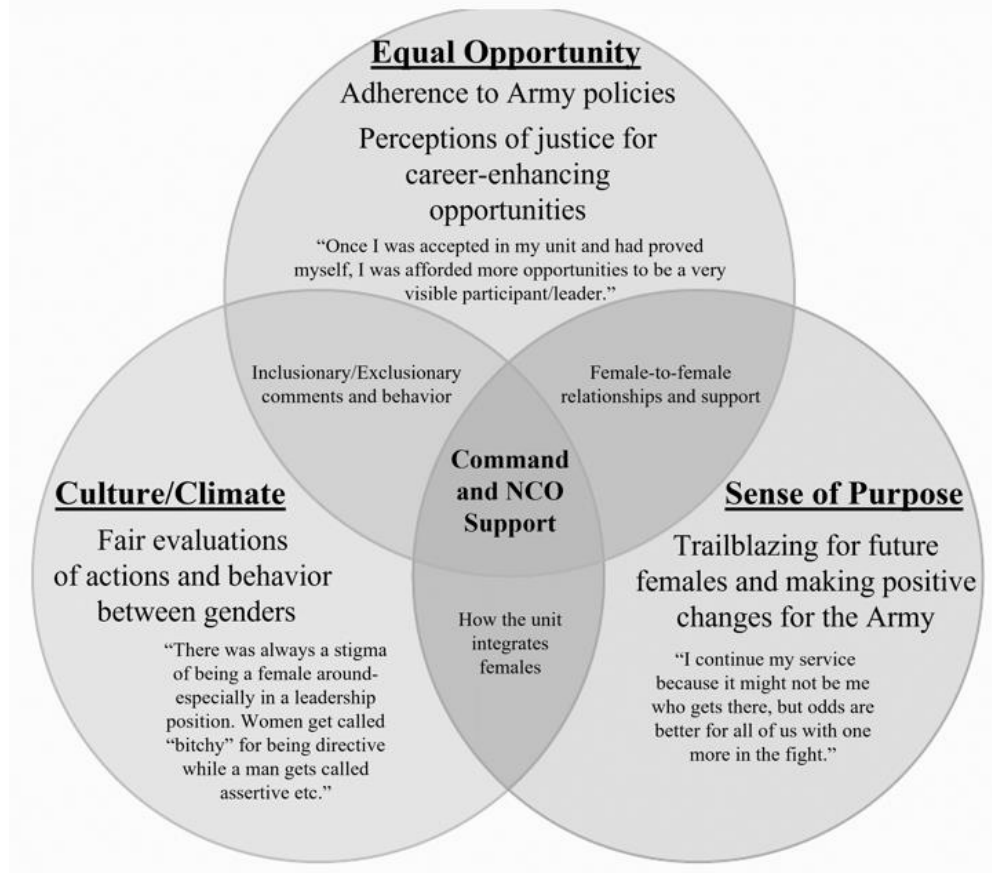 Equal Opportunity
Adherence to Army policies
Perceptions of justice for
career-enhancing
opportunities
“Once I was accepted in my unit and had proved
myself, I was afforded more opportunities to be a very
visible participant/leader.”
Inclusionary/Exclusionary
comments and behavior
Female-to-female
relationships and support
Command
and NCO
Support
Culture/Climate
Fair evaluations
of actions and behavior
between genders
“There was always a stigma
of being a female around-
especially in a leadership
position. Women get called
“bitchy” for being directive
while a man gets called
assertive etc.”
How the unit
integrates
females
Sense of Purpose
Trailblazing for future
females and making positive
changes for the Army
“I continue my service
because it might not be me
who gets there, but odds are
better for all of us with one
more in the fight.”